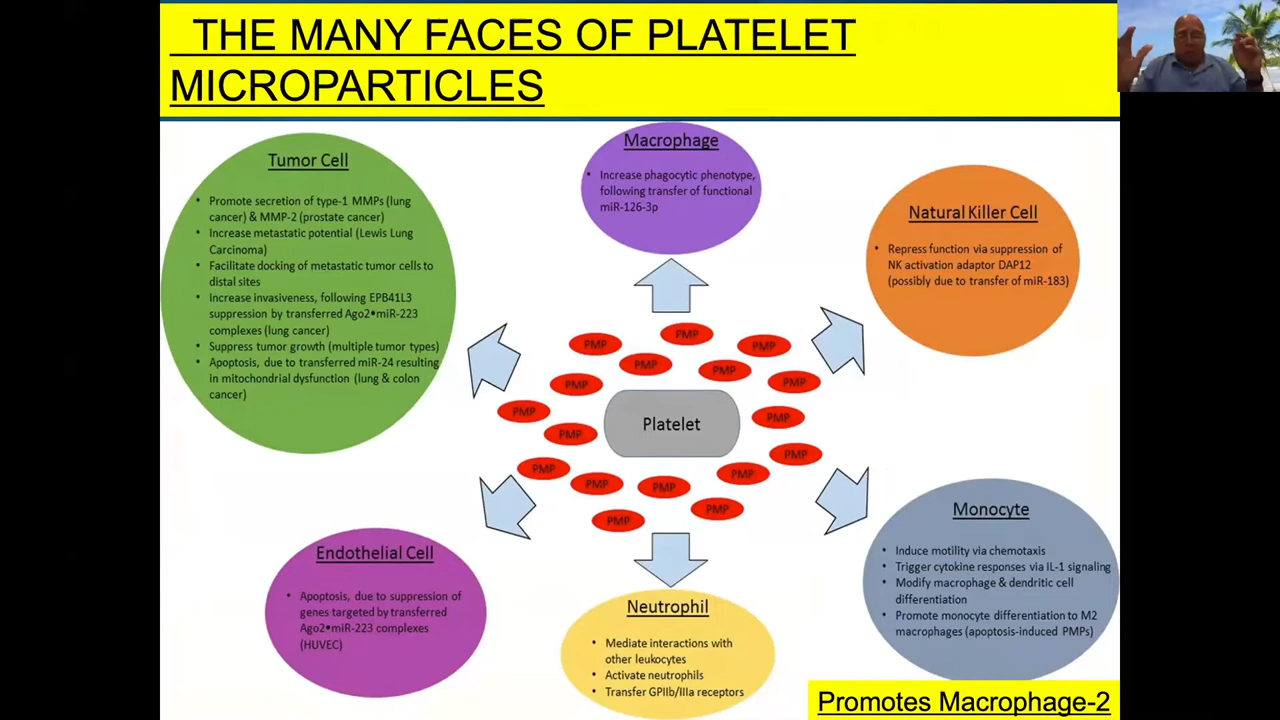 THE MANY FACES OF PLATELET
MICROPARTICLES
Tumor Cell
• Promote secretion of type-1 MMPs (lung
cancer) & MMP-2 (prostate cancer)
• Increase metastatic potential (Lewis Lung
Carcinoma)
• Facilitate docking of metastatic tumor cells to
distal sites
• Increase invasiveness, following EPB41L3
suppression by transferred Ago2•miR-223
complexes (lung cancer)
• Suppress tumor growth (multiple tumor types)
• Apoptosis, due to transferred miR-24 resulting
in mitochondrial dysfunction (lung & colon
cancer)
Macrophage
• Increase phagocytic phenotype,
following transfer of functional
miR-126-3p
Natural Killer Cell
• Repress function via suppression of
NK activation adaptor DAP12
(possibly due to transfer of miR-183)
PMP
PMP
PMP
PMP
PMP
PMP
PMP
PMP
PMP
PMP
Platelet
PMP
PMP
PMP
PMP
PMP
PMP
PMP
PMP
Endothelial Cell
• Apoptosis, due to suppression of
genes targeted by transferred
Ago2•miR-223 complexes
(HUVEC)
Neutrophil
• Mediate interactions with
other leukocytes
• Activate neutrophils
• Transfer GPIIb/IIIa receptors
Monocyte
• Induce motility via chemotaxis
• Trigger cytokine responses via IL-1 signaling
• Modify macrophage & dendritic cell
differentiation
• Promote monocyte differentiation to M2
macrophages (apoptosis-induced PMPs)
Promotes Macrophage-2